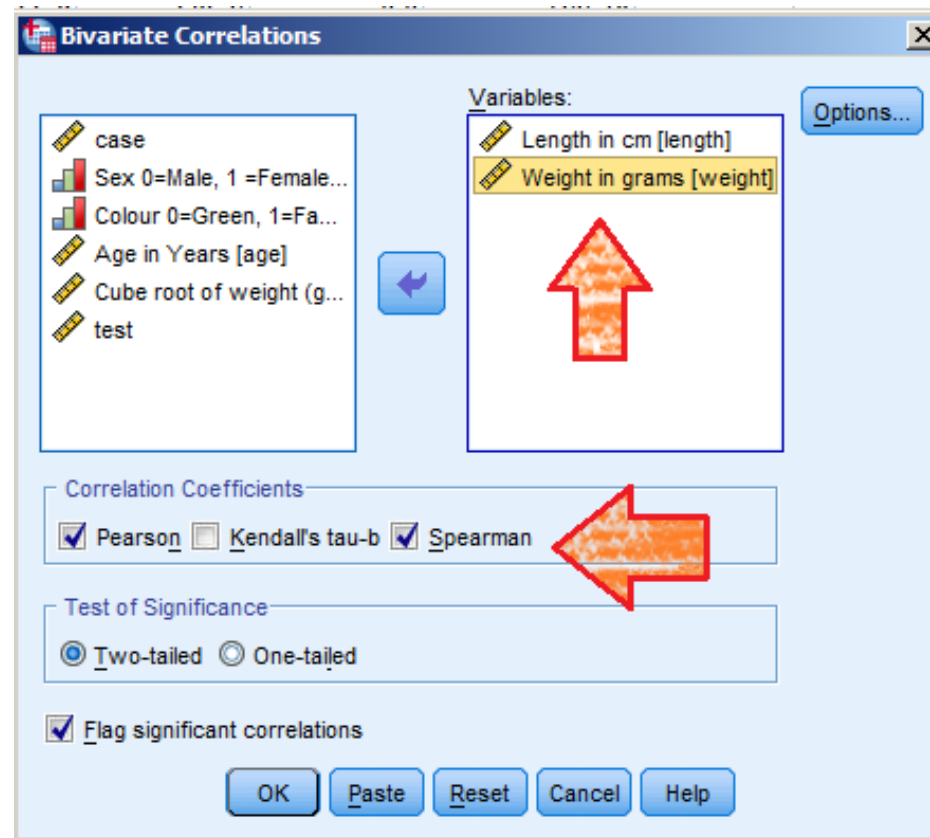 Bivariate Correlations
Variables:
Options...
case
Sex 0=Male, 1 =Female...
Colour 0=Green, 1=Fa...
Age in Years [age]
Cube root of weight (g...
test
Length in cm [length]
Weight in grams [weight]
Correlation Coefficients
Pearson Kendall's tau-b Spearman
Test of Significance
Two-tailed One-tailed
Flag significant correlations
OK Paste Reset Cancel Help